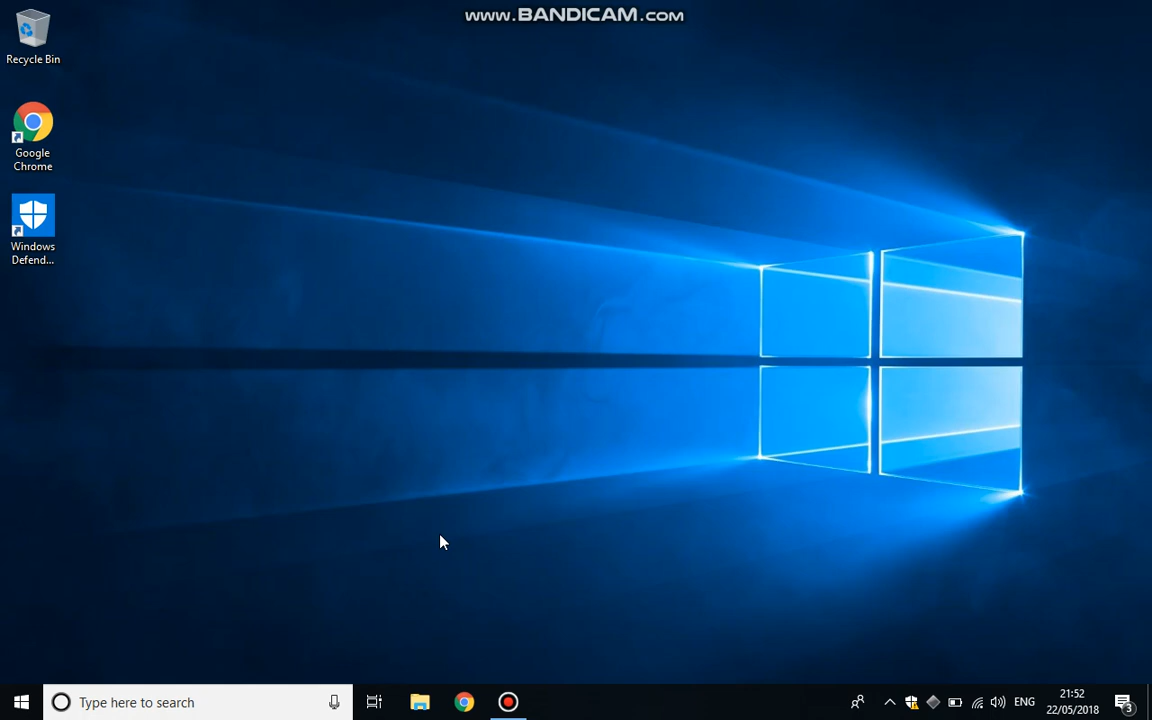 www.BANDICAM.com
Recycle Bin
Google
Chrome
Windows
Defend...
Type here to search
ENG
21:52
22/05/2018
3